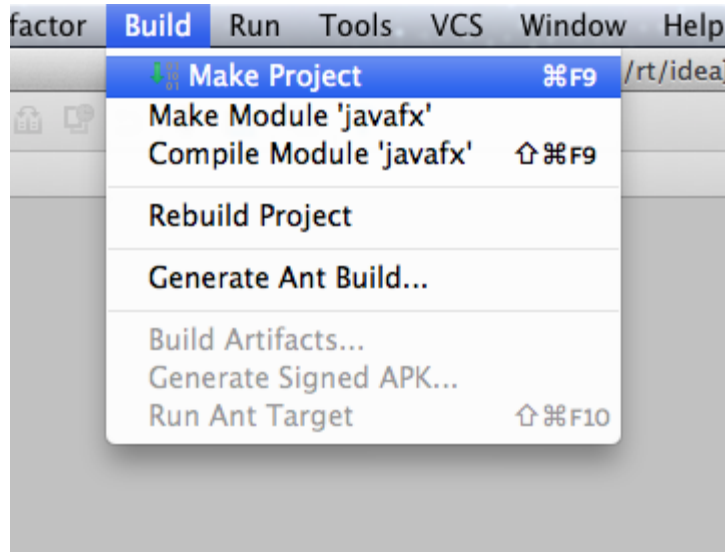 factor Build Run Tools VCS Window Help
Make Project ⌘F9 /rt/idea]
Make Module 'javafx'
Compile Module 'javafx' ⇧⌘F9
Rebuild Project
Generate Ant Build...
Build Artifacts...
Generate Signed APK...
Run Ant Target ⇧⌘F10